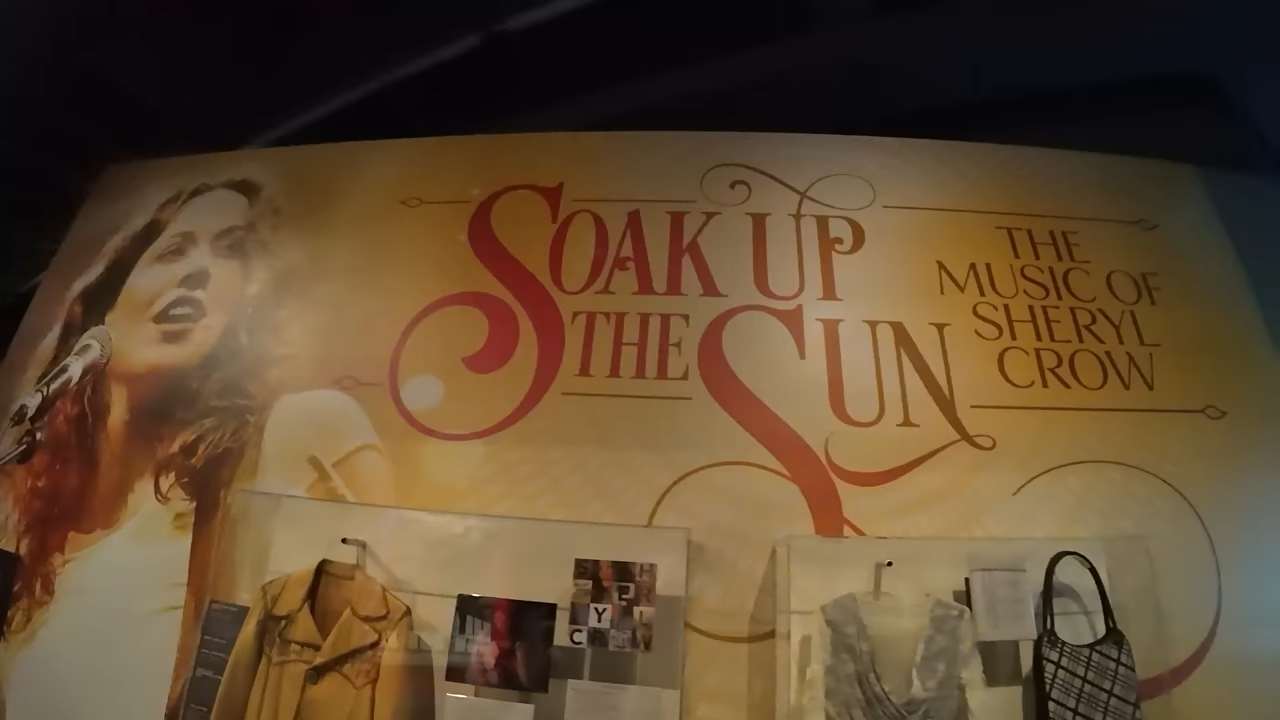 SOAK UP
THE SUN
THE
MUSIC OF
SHERYL
CROW